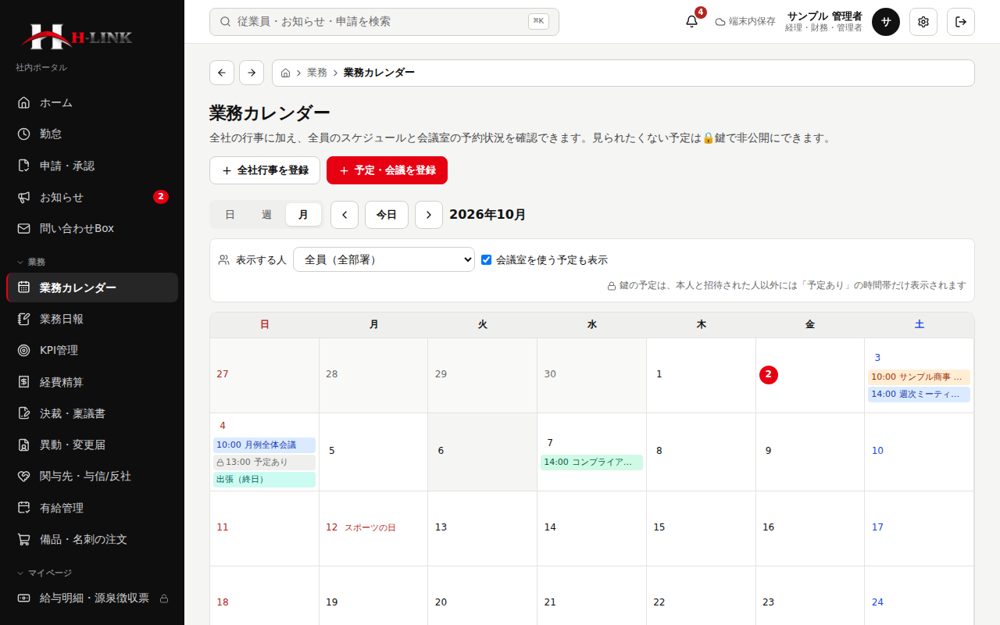 H-LINK
社内ポータル
ホーム
勤怠
申請・承認
お知らせ 2
問い合わせBox
業務
業務カレンダー
業務日報
KPI管理
経費精算
決裁・稟議書
異動・変更届
関与先・与信/反社
有給管理
備品・名刺の注文
マイページ
給与明細・源泉徴収票
従業員・お知らせ・申請を検索 ⌘K
4
端末内保存
サンプル 管理者
経理・財務・管理者
サ
業務 > 業務カレンダー
業務カレンダー
全社の行事に加え、全員のスケジュールと会議室の予約状況を確認できます。見られたくない予定は🔒鍵で非公開にできます。
+ 全社行事を登録
+ 予定・会議を登録
日 週 月 < 今日 > 2026年10月
表示する人 全員（全部署） 会議室を使う予定も表示
鍵の予定は、本人と招待された人以外には「予定あり」の時間帯だけ表示されます
日 月 火 水 木 金 土
27 28 29 30 1 2 3
10:00 サンプル商事 …
14:00 週次ミーティ…
4 5 6 7 8 9 10
10:00 月例全体会議
13:00 予定あり
出張（終日）
14:00 コンプライア…
11 12 スポーツの日 13 14 15 16 17
18 19 20 21 22 23 24